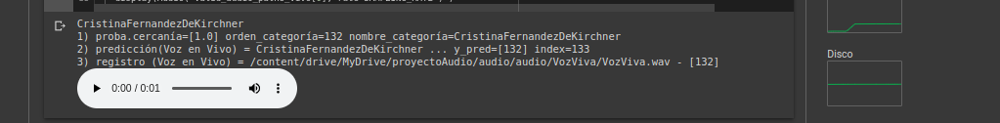 CristinaFernandezDeKirchner
1) proba.cercanía=[1.0] orden_categoría=132 nombre_categoría=CristinaFernandezDeKirchner
2) predicción(Voz en Vivo) = CristinaFernandezDeKirchner ... y_pred=[132] index=133
3) registro (Voz en Vivo) = /content/drive/MyDrive/proyectoAudio/audio/audio/VozViva/VozViva.wav - [132]
0:00 / 0:01
Disco